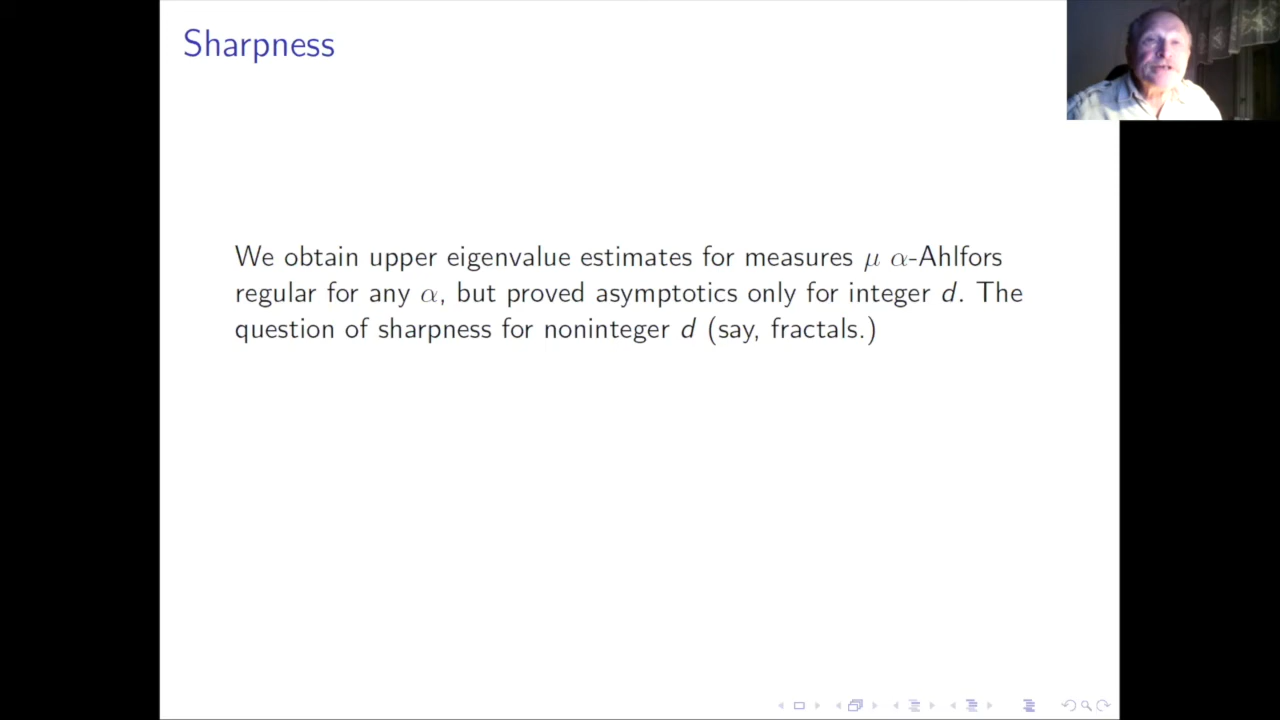 Sharpness
We obtain upper eigenvalue estimates for measures μ α-Ahlfors
regular for any α, but proved asymptotics only for integer d. The
question of sharpness for noninteger d (say, fractals.)